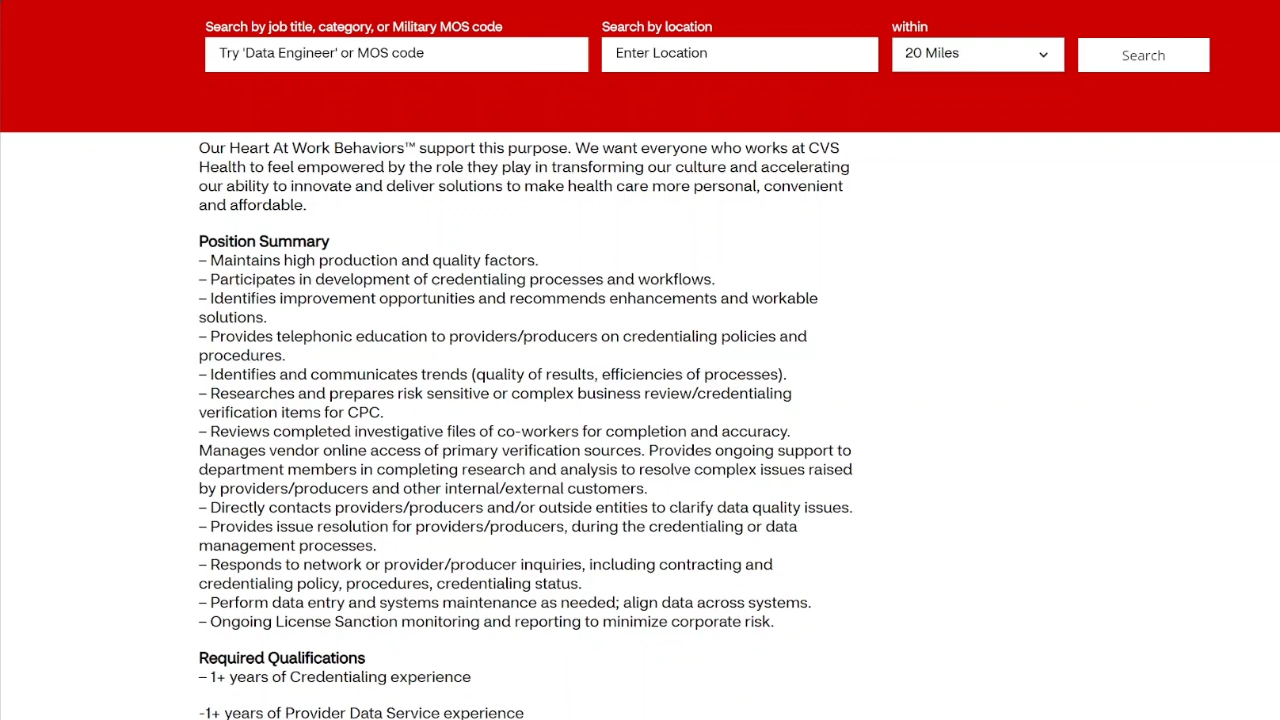 Search by job title, category, or Military MOS code
Search by location
within
Try 'Data Engineer' or MOS code
Enter Location
20 Miles
Search
Our Heart At Work Behaviors™ support this purpose. We want everyone who works at CVS
Health to feel empowered by the role they play in transforming our culture and accelerating
our ability to innovate and deliver solutions to make health care more personal, convenient
and affordable.
Position Summary
– Maintains high production and quality factors.
– Participates in development of credentialing processes and workflows.
– Identifies improvement opportunities and recommends enhancements and workable
solutions.
– Provides telephonic education to providers/producers on credentialing policies and
procedures.
– Identifies and communicates trends (quality of results, efficiencies of processes).
– Researches and prepares risk sensitive or complex business review/credentialing
verification items for CPC.
– Reviews completed investigative files of co-workers for completion and accuracy.
Manages vendor online access of primary verification sources. Provides ongoing support to
department members in completing research and analysis to resolve complex issues raised
by providers/producers and other internal/external customers.
– Directly contacts providers/producers and/or outside entities to clarify data quality issues.
– Provides issue resolution for providers/producers, during the credentialing or data
management processes.
– Responds to network or provider/producer inquiries, including contracting and
credentialing policy, procedures, credentialing status.
– Perform data entry and systems maintenance as needed; align data across systems.
– Ongoing License Sanction monitoring and reporting to minimize corporate risk.
Required Qualifications
– 1+ years of Credentialing experience
-1+ years of Provider Data Service experience